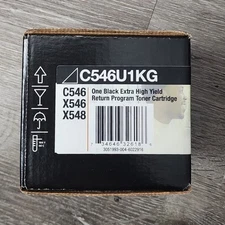 C546U1KG
C546
X546
X548
One Black Extra High Yield
Return Program Toner Cartridge